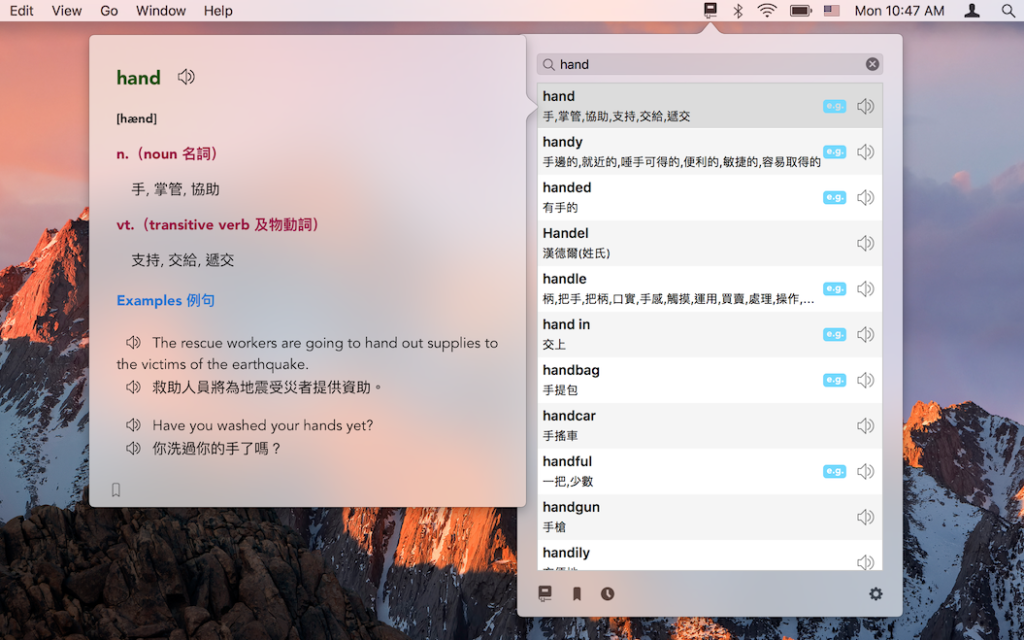 Edit View Go Window Help
Mon 10:47 AM
hand
[hænd]
n.（noun 名詞）
手, 掌管, 協助
vt.（transitive verb 及物動詞）
支持, 交給, 遞交
Examples 例句
The rescue workers are going to hand out supplies to
the victims of the earthquake.
救助人員將為地震受災者提供資助。
Have you washed your hands yet?
你洗過你的手了嗎？
hand
hand
手,掌管,協助,支持,交給,遞交
e.g.
handy
手邊的,就近的,唾手可得的,便利的,敏捷的,容易取得的
e.g.
handed
有手的
e.g.
Handel
漢德爾(姓氏)
handle
柄,把手,把柄,口實,手感,觸摸,運用,買賣,處理,操作,...
e.g.
hand in
交上
e.g.
handbag
手提包
e.g.
handcar
手搖車
handful
一把,少數
e.g.
handgun
手槍
handily